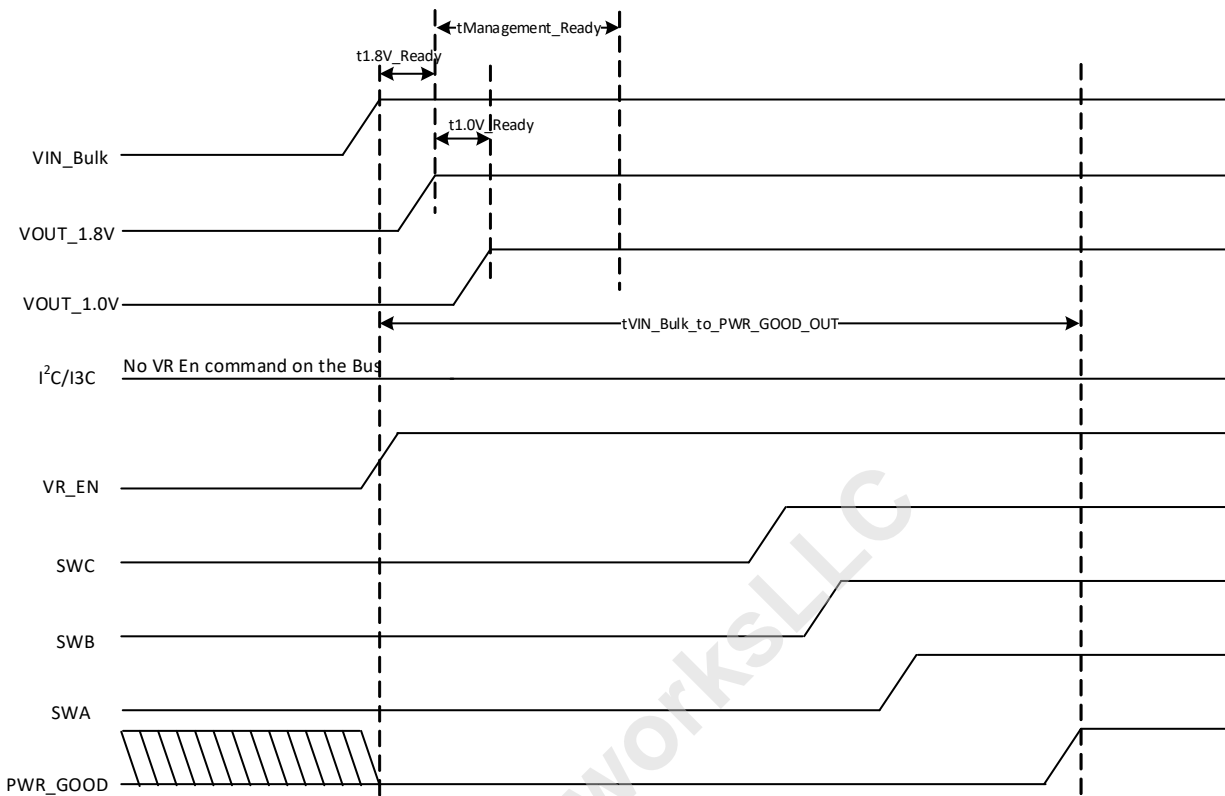 tManagement_Ready
t1.8V_Ready
t1.0V_Ready
VIN_Bulk
VOUT_1.8V
VOUT_1.0V
tVIN_Bulk_to_PWR_GOOD_OUT
No VR En command on the Bus
I²C/I3C
VR_EN
SWC
SWB
SWA
PWR_GOOD
worksLLC